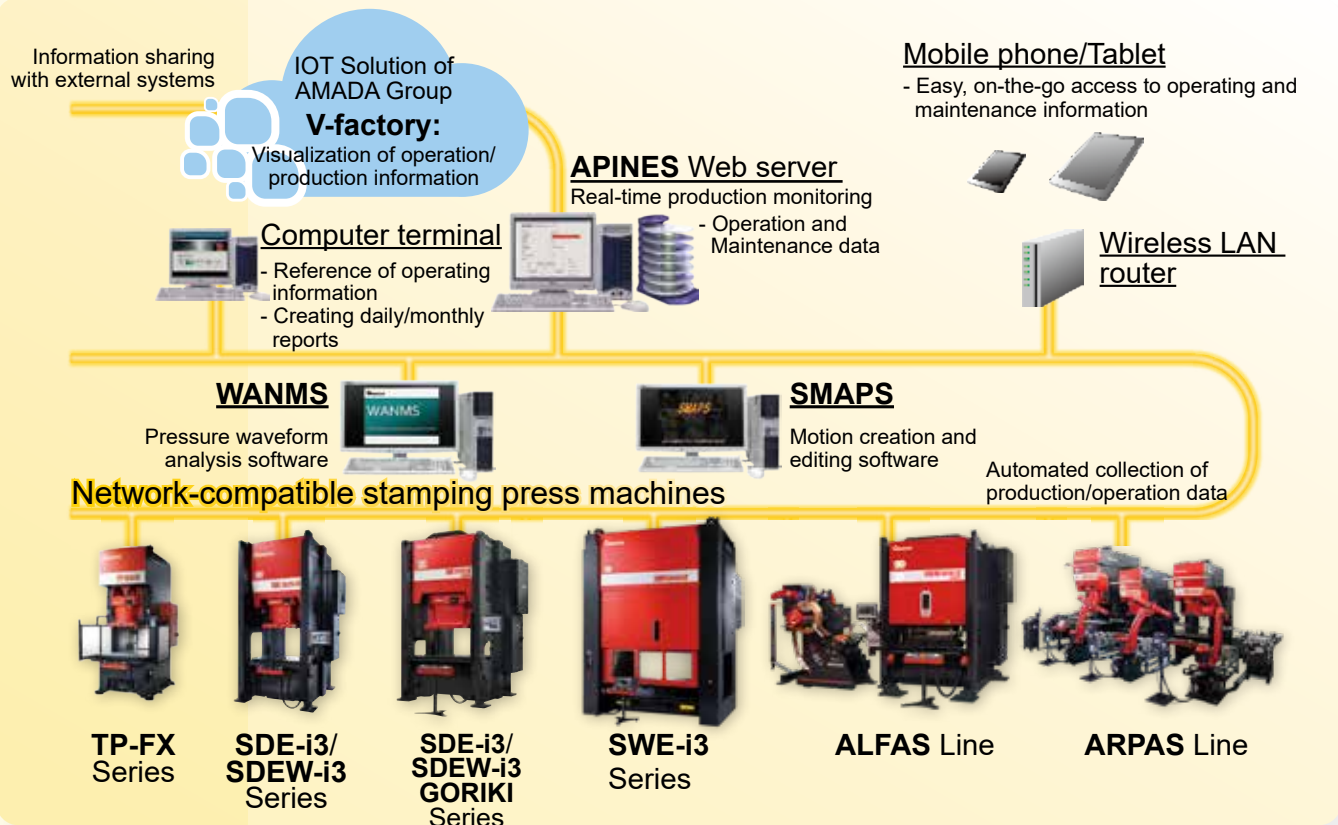 Information sharing
with external systems
IOT Solution of
AMADA Group
V-factory:
Visualization of operation/
production information
Mobile phone/Tablet
- Easy, on-the-go access to operating and
maintenance information
APINES Web server
Real-time production monitoring
- Operation and
Maintenance data
Computer terminal
- Reference of operating
information
- Creating daily/monthly
reports
Wireless LAN
router
WANMS
Pressure waveform
analysis software
WANMS
SMAPS
SMAPS
Motion creation and
editing software
Automated collection of
production/operation data
Network-compatible stamping press machines
TP-FX
Series
SDE-i3/
SDEW-i3
Series
SDE-i3/
SDEW-i3
GORIKI
Series
SWE-i3
Series
ALFAS Line
ARPAS Line